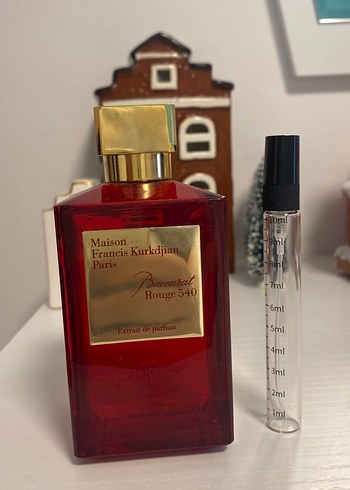 Maison
Francis Kurkdjian
Paris
Baccarat
Rouge 540
Extrait de parfum
10ml
9ml
8ml
7ml
6ml
5ml
4ml
3ml
2ml
1ml